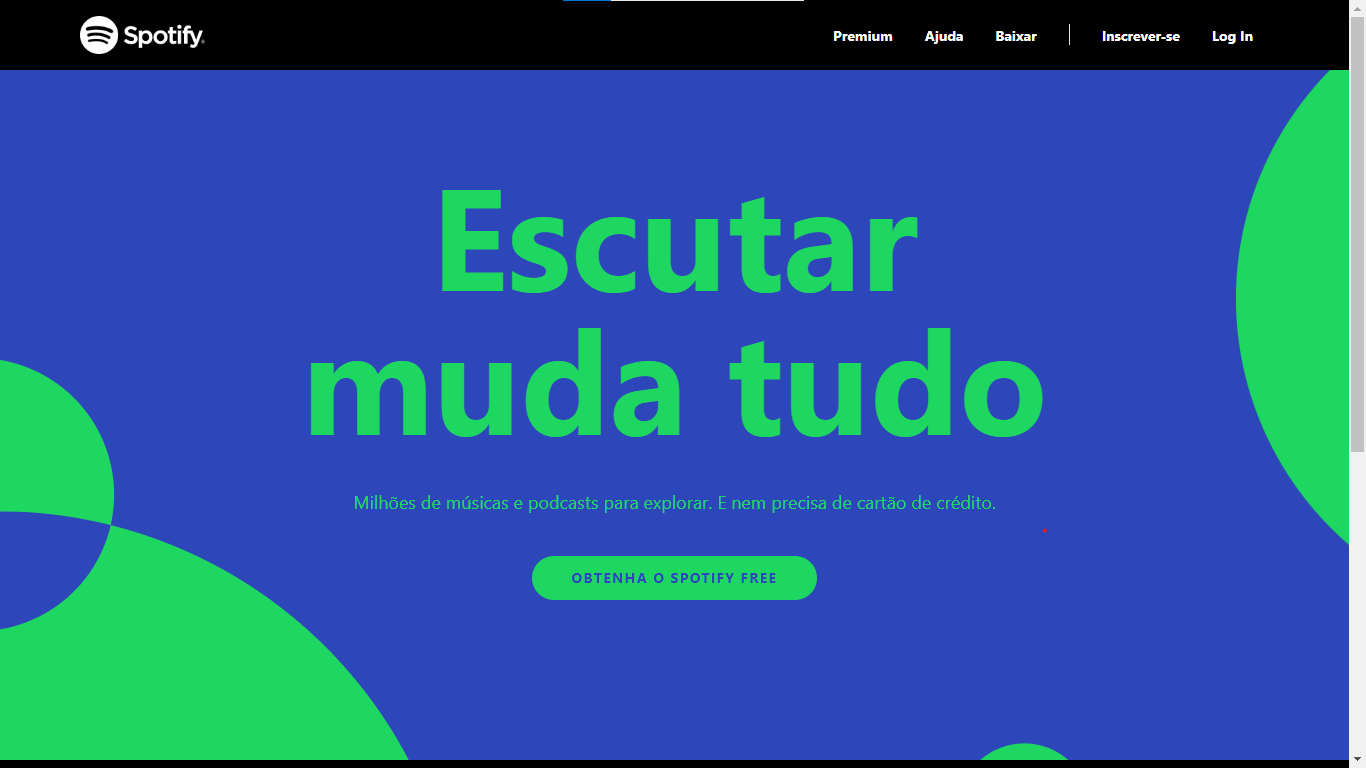 Spotify®
Premium
Ajuda
Baixar
Inscrever-se
Log In
Escutar
muda tudo
Milhões de músicas e podcasts para explorar. E nem precisa de cartão de crédito.
OBTENHA O SPOTIFY FREE